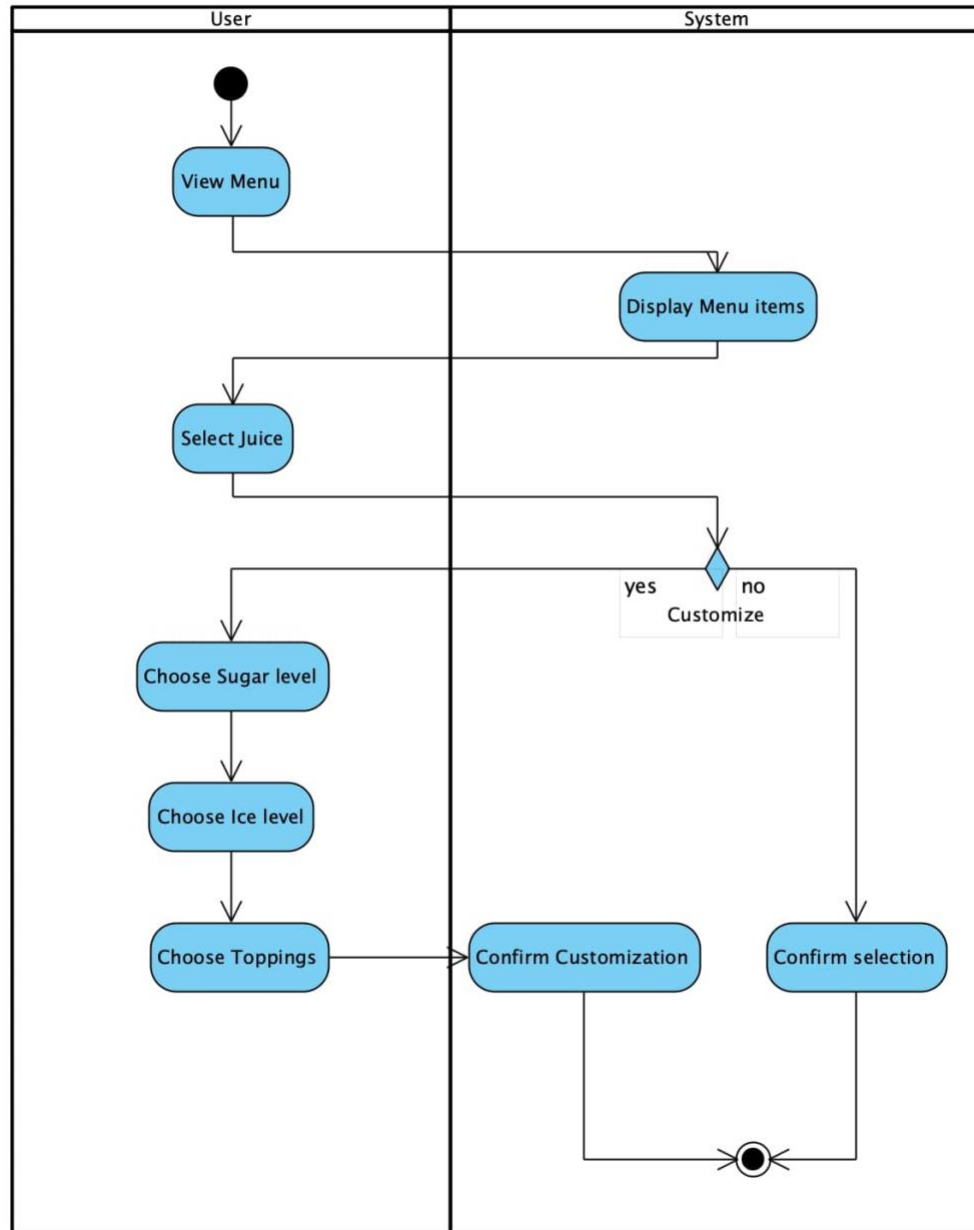 User
System
View Menu
Display Menu items
Select Juice
yes
no
Customize
Choose Sugar level
Choose Ice level
Choose Toppings
Confirm Customization
Confirm selection